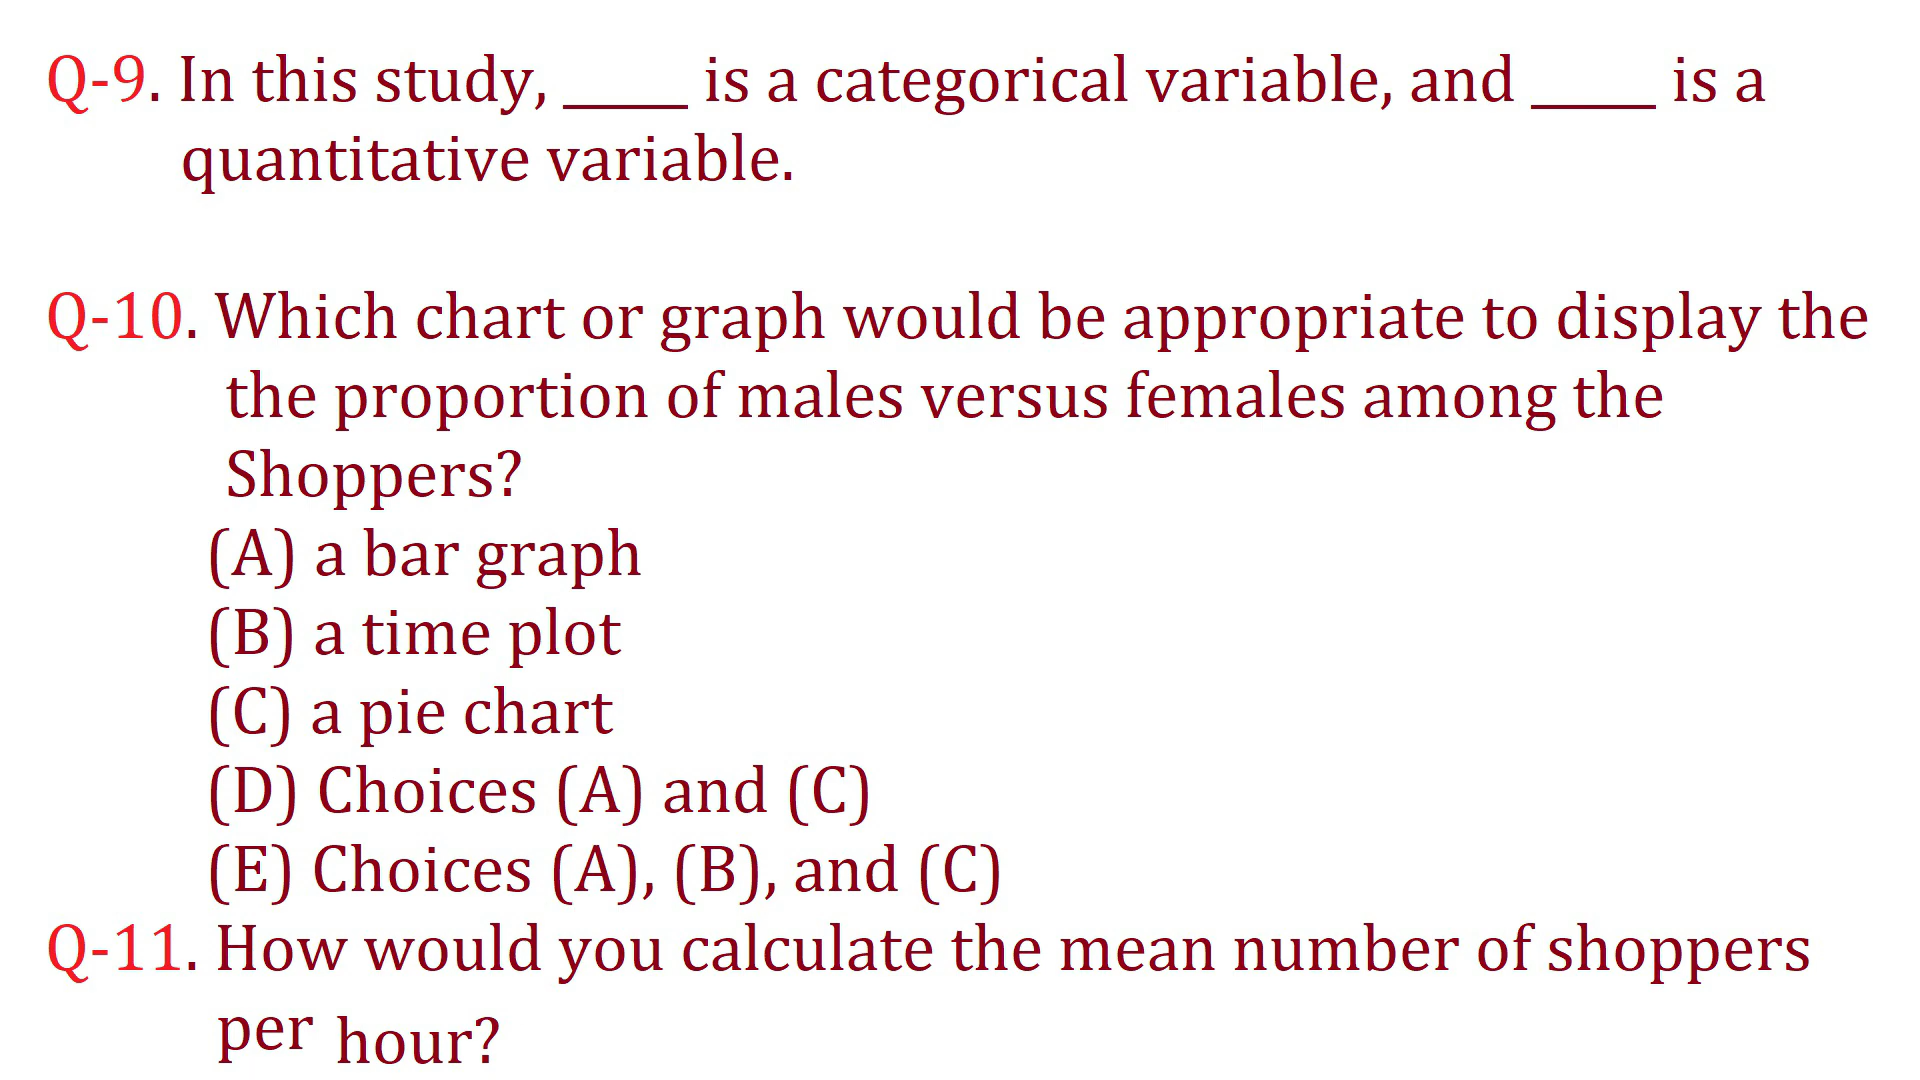 Q-9. In this study, _____ is a categorical variable, and _____ is a
quantitative variable.
Q-10. Which chart or graph would be appropriate to display the
the proportion of males versus females among the
Shoppers?
(A) a bar graph
(B) a time plot
(C) a pie chart
(D) Choices (A) and (C)
(E) Choices (A), (B), and (C)
Q-11. How would you calculate the mean number of shoppers
per hour?